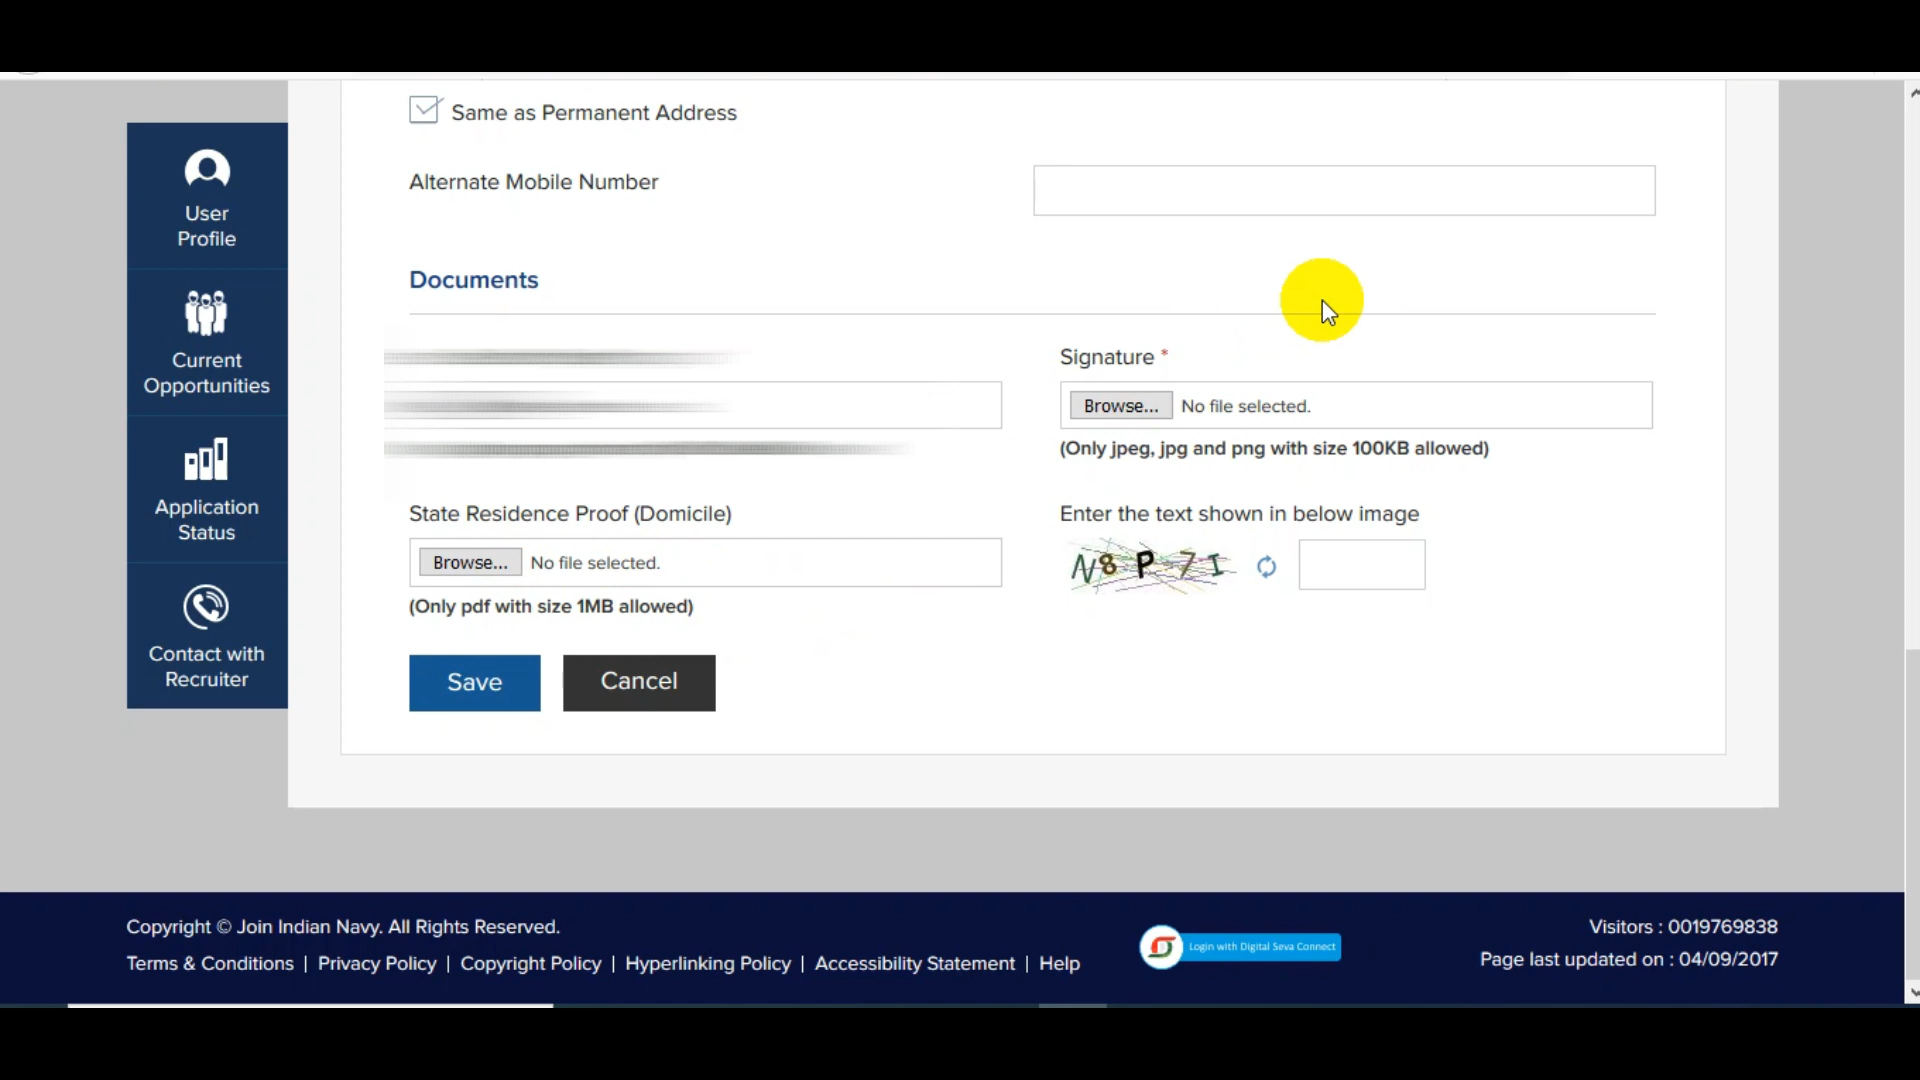 Same as Permanent Address
Alternate Mobile Number
Documents
Signature *
Browse... No file selected.
(Only jpeg, jpg and png with size 100KB allowed)
State Residence Proof (Domicile)
Browse... No file selected.
(Only pdf with size 1MB allowed)
Enter the text shown in below image
N8P7I
Save
Cancel
User
Profile
Current
Opportunities
Application
Status
Contact with
Recruiter
Copyright © Join Indian Navy. All Rights Reserved.
Terms & Conditions | Privacy Policy | Copyright Policy | Hyperlinking Policy | Accessibility Statement | Help
Login with Digital Seva Connect
Visitors : 0019769838
Page last updated on : 04/09/2017